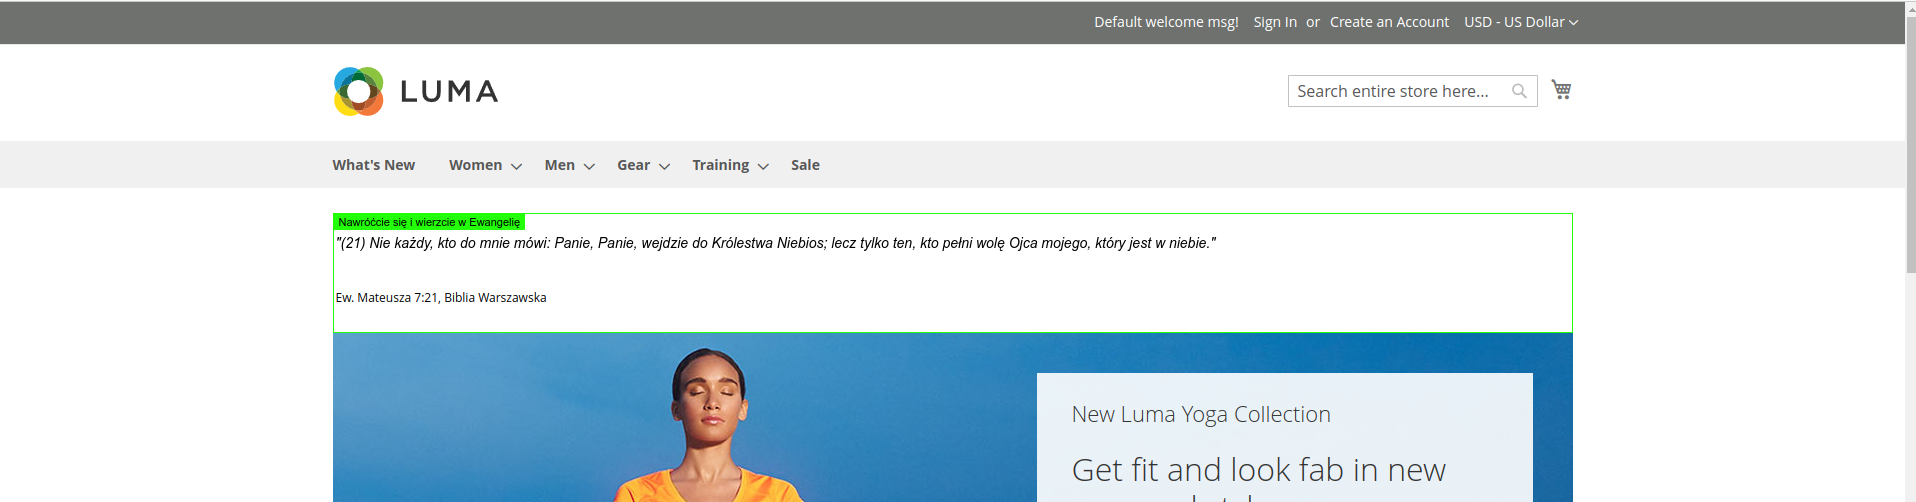 Default welcome msg! Sign In or Create an Account USD - US Dollar
LUMA
Search entire store here...
What's New Women Men Gear Training Sale
Nawróćcie się i wierzcie w Ewangelię
"(21) Nie każdy, kto do mnie mówi: Panie, Panie, wejdzie do Królestwa Niebios; lecz tylko ten, kto pełni wolę Ojca mojego, który jest w niebie."
Ew. Mateusza 7:21, Biblia Warszawska
New Luma Yoga Collection
Get fit and look fab in new